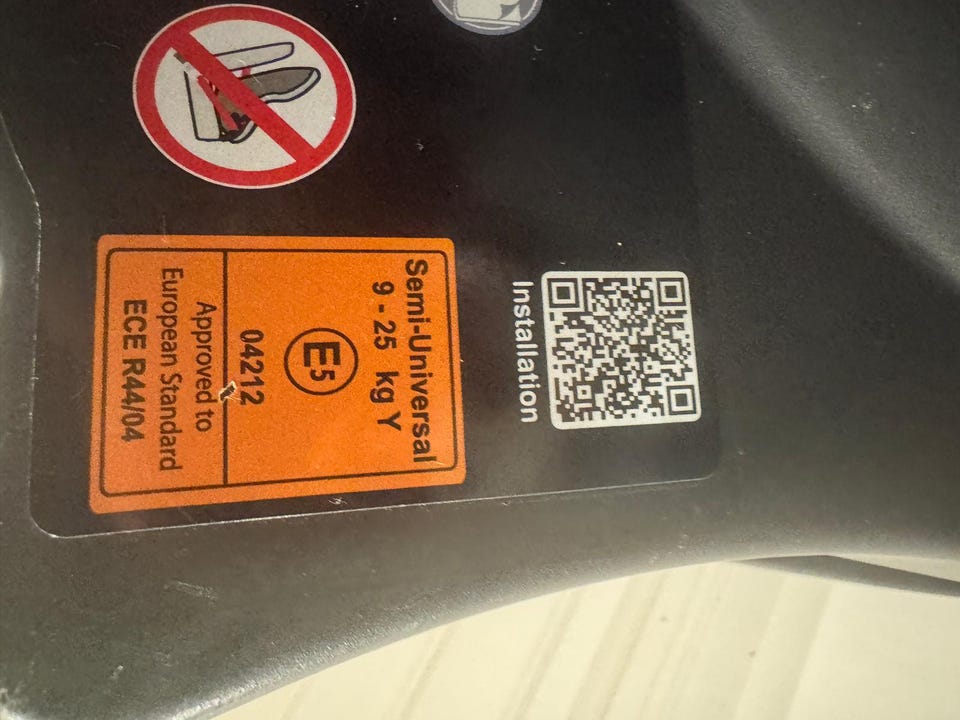 Semi-Universal
9 - 25 kg Y
E5
04212
Approved to
European Standard
ECE R44/04
Installation